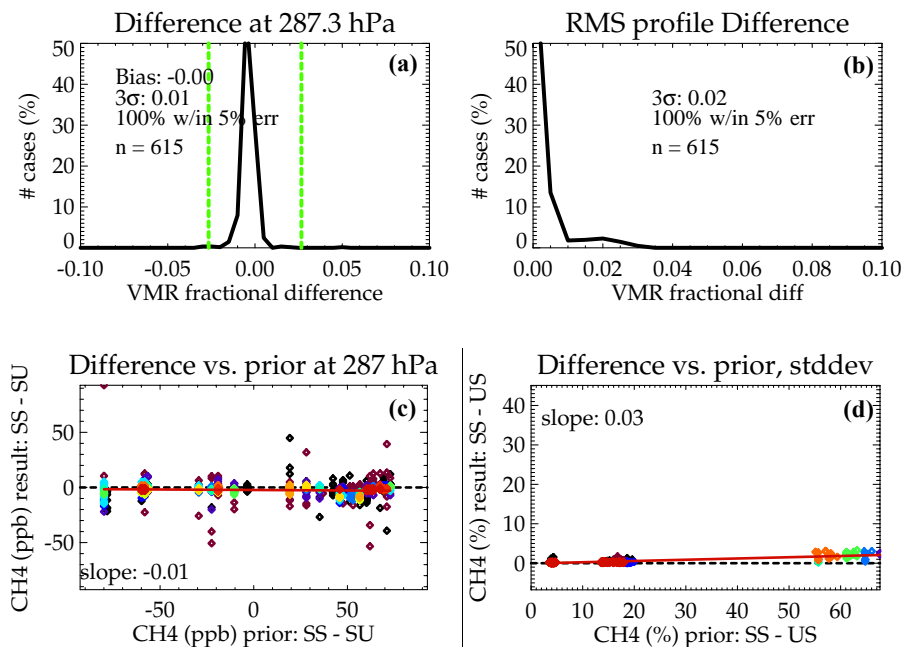 Difference at 287.3 hPa
(a)
Bias: -0.00
3σ: 0.01
100% w/in 5% err
n = 615
# cases (%)
50
40
30
20
10
0
-0.10 -0.05 0.00 0.05 0.10
VMR fractional difference
RMS profile Difference
(b)
3σ: 0.02
100% w/in 5% err
n = 615
# cases (%)
50
40
30
20
10
0
0.00 0.02 0.04 0.06 0.08 0.10
VMR fractional diff
Difference vs. prior at 287 hPa
(c)
CH4 (ppb) result: SS - SU
50
0
-50
slope: -0.01
-50 0 50
CH4 (ppb) prior: SS - SU
Difference vs. prior, stddev
(d)
slope: 0.03
CH4 (%) result: SS - US
40
30
20
10
0
0 10 20 30 40 50 60
CH4 (%) prior: SS - US